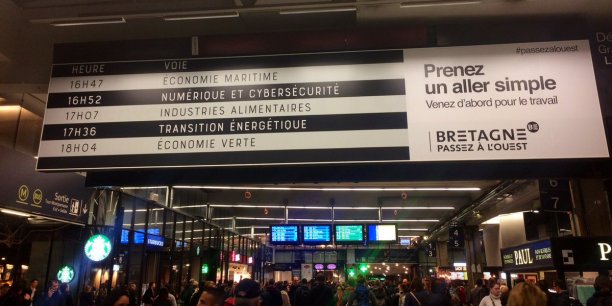 HEURE VOIE
16H47 ÉCONOMIE MARITIME
16H52 NUMÉRIQUE ET CYBERSÉCURITÉ
17H07 INDUSTRIES ALIMENTAIRES
17H36 TRANSITION ÉNERGÉTIQUE
18H04 ÉCONOMIE VERTE
#passezalouest
Prenez
un aller simple
Venez d'abord pour le travail
BRETAGNE
PASSEZ À L'OUEST
M Sortie
STARBUCKS
PAUL